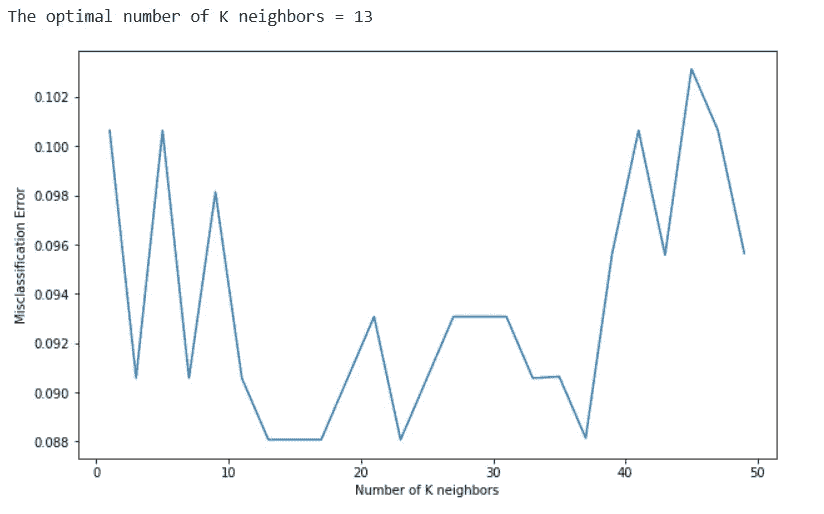 The optimal number of K neighbors = 13
0.102
0.100
0.098
0.096
0.094
0.092
0.090
0.088
Misclassification Error
0 10 20 30 40 50
Number of K neighbors